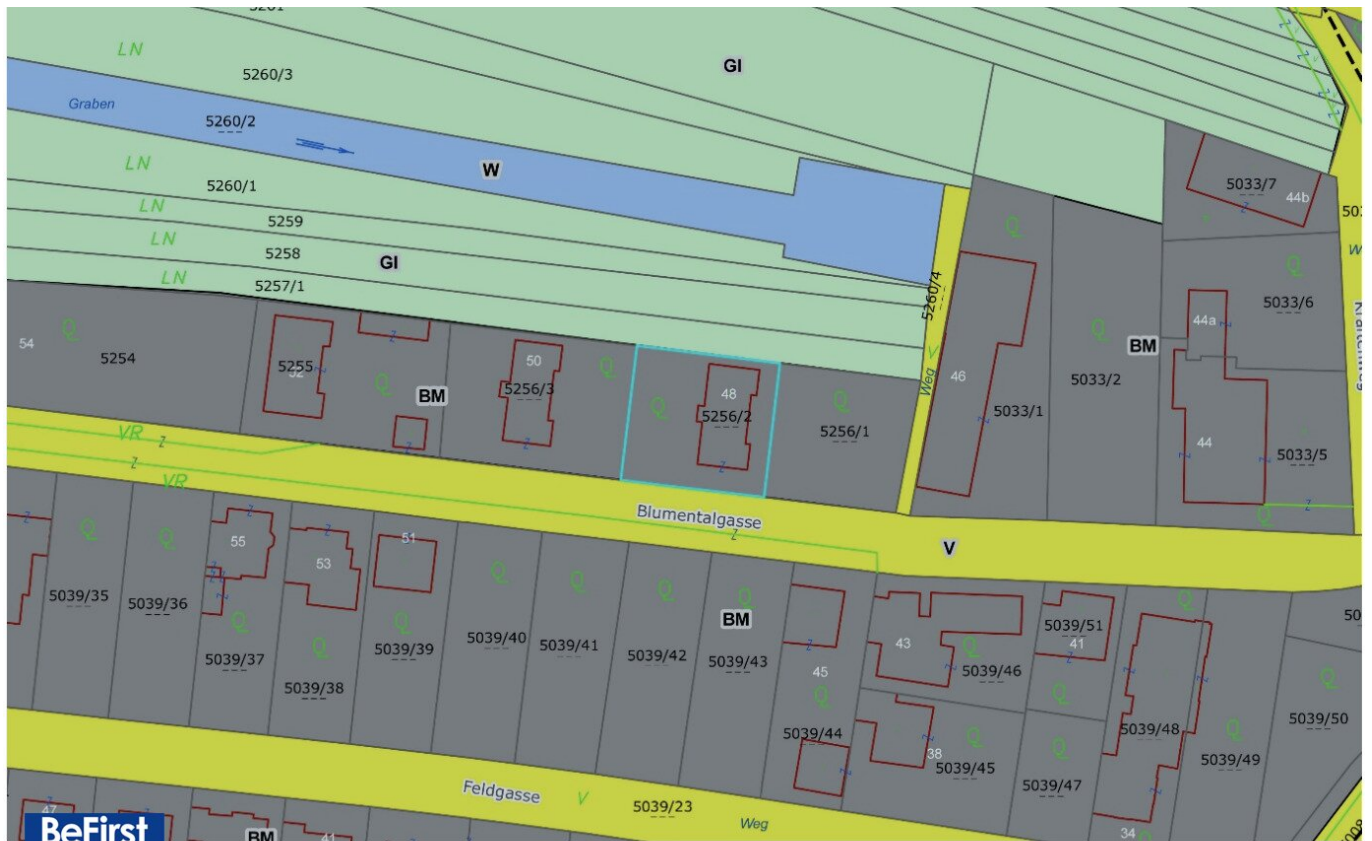 LN
5260/3
GI
Graben
5260/2
LN
W
5260/1
LN
5259
LN
5258
GI
LN
5257/1
5260/4
V
Weg
5033/7
44b
Q
5033/6
44a
BM
Q
5033/2
Q
46
5033/1
44
5033/5
Q
54
Q
5254
5255
Q
BM
50
5256/3
Q
Q
48
5256/2
Q
5256/1
VR
Z
Z
VR
Blumentalgasse
Z
V
Q
5039/35
Q
5039/36
55
Q
5039/37
53
Q
5039/38
51
Q
5039/39
Q
5039/40
Q
5039/41
Q
5039/42
Q
BM
5039/43
45
Q
5039/44
43
Q
5039/46
5039/51
41
Q
38
Q
5039/45
Q
5039/47
Q
5039/48
Q
5039/49
Q
5039/50
34
Feldgasse
V
5039/23
Weg
47
BM
41
BeFirst